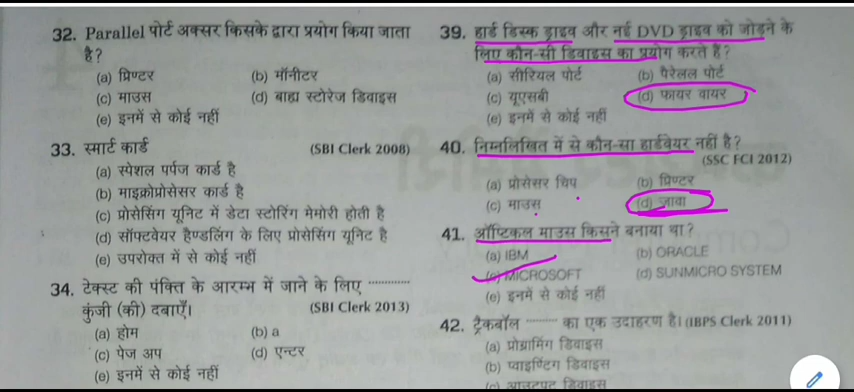 32. Parallel पोर्ट अक्सर किसके द्वारा प्रयोग किया जाता
है?
(a) प्रिण्टर (b) मॉनीटर
(c) माउस (d) बाह्य स्टोरेज डिवाइस
(e) इनमें से कोई नहीं
33. स्मार्ट कार्ड (SBI Clerk 2008)
(a) स्पेशल पर्पज कार्ड है
(b) माइक्रोप्रोसेसर कार्ड है
(c) प्रोसेसिंग यूनिट में डेटा स्टोरिंग मेमोरी होती है
(d) सॉफ्टवेयर हैण्डलिंग के लिए प्रोसेसिंग यूनिट है
(e) उपरोक्त में से कोई नहीं
34. टेक्स्ट की पंक्ति के आरम्भ में जाने के लिए ............
कुंजी (की) दबाएँ। (SBI Clerk 2013)
(a) होम (b) a
(c) पेज अप (d) एन्टर
(e) इनमें से कोई नहीं
39. हार्ड डिस्क ड्राइव और नई DVD ड्राइव को जोड़ने के
लिए कौन-सी डिवाइस का प्रयोग करते हैं?
(a) सीरियल पोर्ट (b) पैरेलल पोर्ट
(c) यूएसबी (d) फायर वायर
(e) इनमें से कोई नहीं
40. निम्नलिखित में से कौन-सा हार्डवेयर नहीं है?
(SSC FCI 2012)
(a) प्रोसेसर चिप (b) प्रिण्टर
(c) माउस (d) जावा
41. ऑप्टिकल माउस किसने बनाया था?
(a) IBM (b) ORACLE
(c) MICROSOFT (d) SUNMICRO SYSTEM
(e) इनमें से कोई नहीं
42. ट्रैकबॉल ......... का एक उदाहरण है। (IBPS Clerk 2011)
(a) प्रोग्रामिंग डिवाइस
(b) प्वाइण्टिंग डिवाइस
(c) आउटपुट डिवाइस